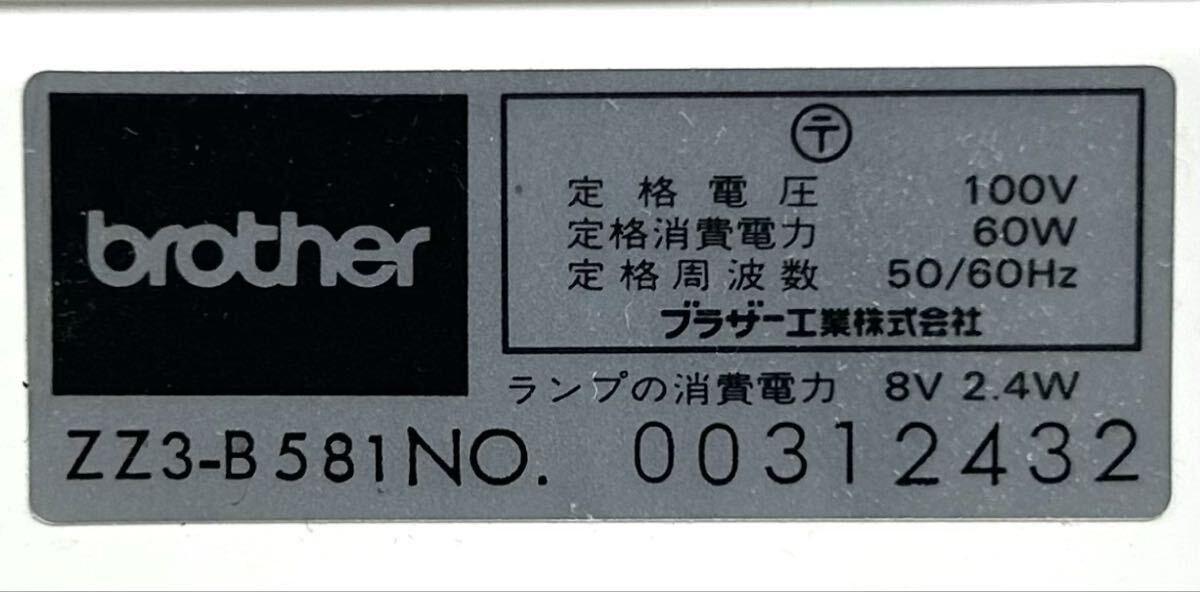 brother
〒
定格電圧 100V
定格消費電力 60W
定格周波数 50/60Hz
ブラザー工業株式会社
ランプの消費電力 8V 2.4W
ZZ3-B581 NO. 00312432